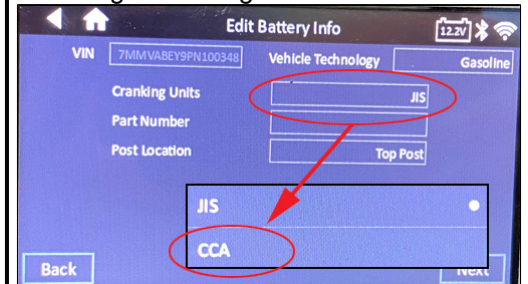 Edit Battery Info
12.2V
VIN 7MMVABEY9PN100348 Vehicle Technology Gasoline
Cranking Units JIS
Part Number
Post Location Top Post
JIS
CCA
Back Next